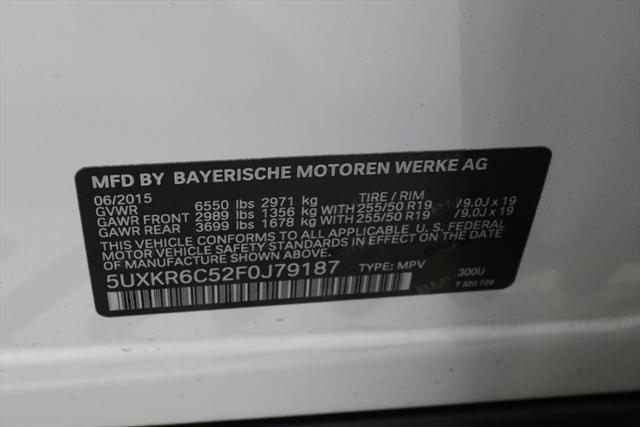 MFD BY BAYERISCHE MOTOREN WERKE AG
06/2015 TIRE / RIM
GVWR 6550 lbs 2971 kg
GAWR FRONT 2989 lbs 1356 kg WITH 255/50 R19 /9.0J x 19
GAWR REAR 3699 lbs 1678 kg WITH 255/50 R19 /9.0J x 19
THIS VEHICLE CONFORMS TO ALL APPLICABLE U.S. FEDERAL
MOTOR VEHICLE SAFETY STANDARDS IN EFFECT ON THE DATE
OF MANUFACTURE SHOWN ABOVE.
5UXKR6C52F0J79187 TYPE: MPV 300U
7 320 729